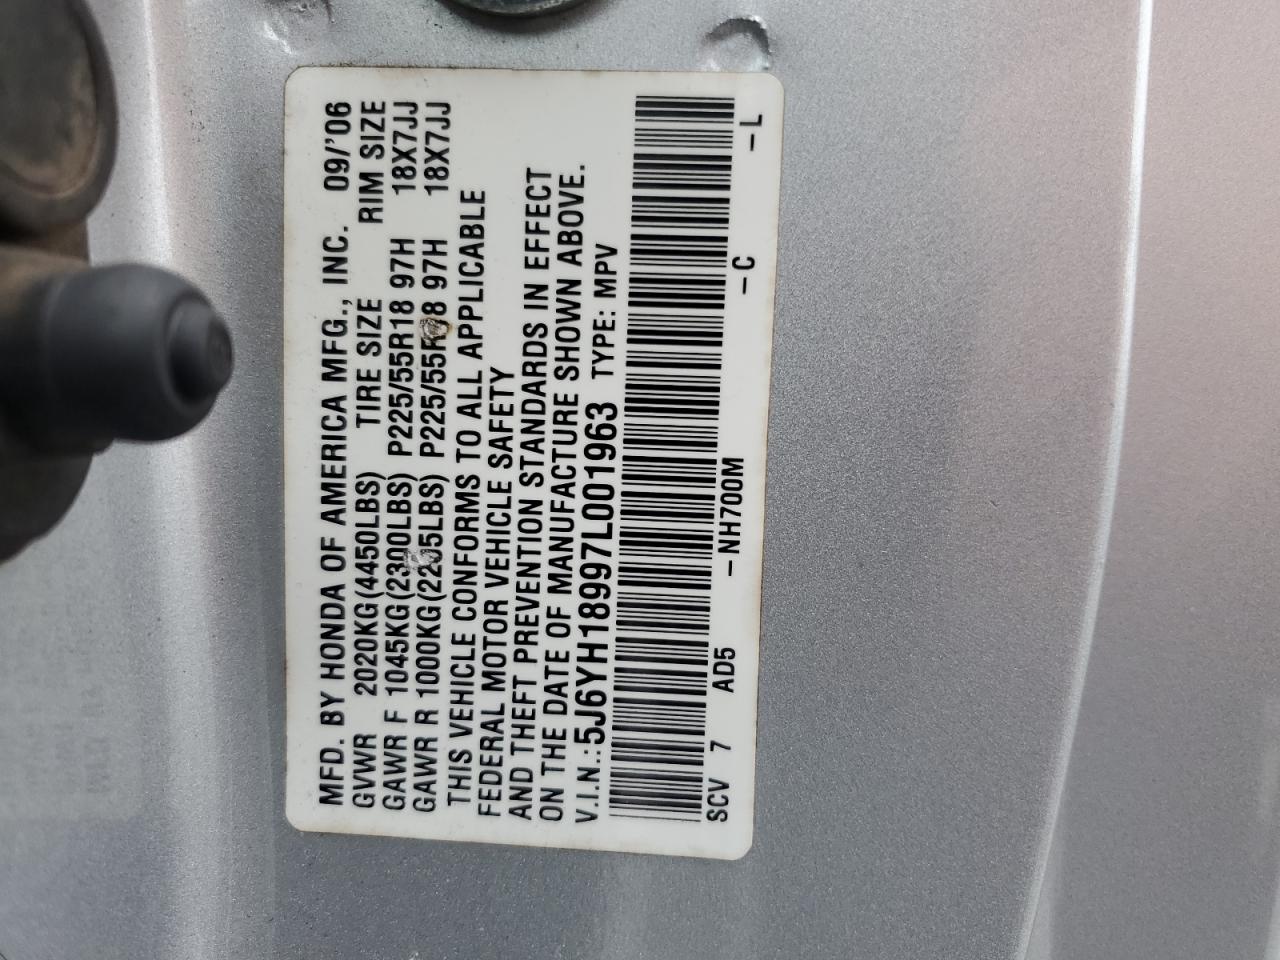 MFD. BY HONDA OF AMERICA MFG., INC. 09/'06
GVWR 2020KG(4450LBS) TIRE SIZE RIM SIZE
GAWR F 1045KG(2300LBS) P225/55R18 97H 18X7JJ
GAWR R 1000KG(2205LBS) P225/55R18 97H 18X7JJ
THIS VEHICLE CONFORMS TO ALL APPLICABLE
FEDERAL MOTOR VEHICLE SAFETY
AND THEFT PREVENTION STANDARDS IN EFFECT
ON THE DATE OF MANUFACTURE SHOWN ABOVE.
V.I.N.: 5J6YH18997L001963 TYPE: MPV
SCV 7 AD5 -NH700M -C -L